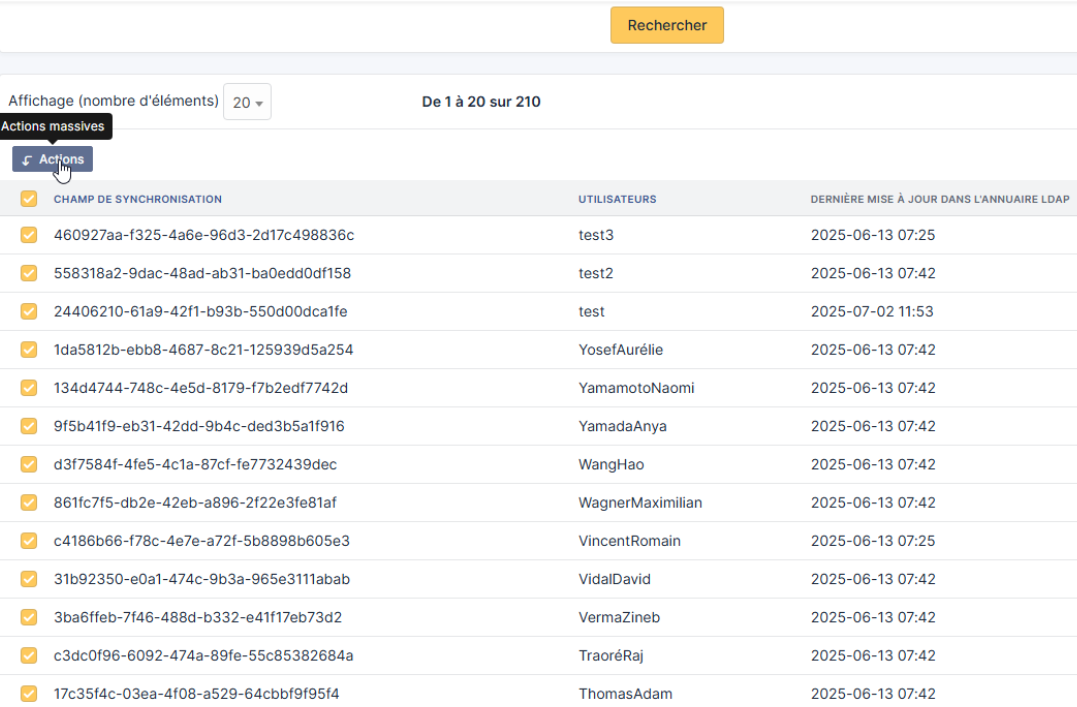 Rechercher
Affichage (nombre d'éléments) 20 De 1 à 20 sur 210
Actions massives
Actions
CHAMP DE SYNCHRONISATION UTILISATEURS DERNIÈRE MISE À JOUR DANS L'ANNUAIRE LDAP
460927aa-f325-4a6e-96d3-2d17c498836c test3 2025-06-13 07:25
558318a2-9dac-48ad-ab31-ba0edd0df158 test2 2025-06-13 07:42
24406210-61a9-42f1-b93b-550d00dca1fe test 2025-07-02 11:53
1da5812b-ebb8-4687-8c21-125939d5a254 YosefAurélie 2025-06-13 07:42
134d4744-748c-4e5d-8179-f7b2edf7742d YamamotoNaomi 2025-06-13 07:42
9f5b41f9-eb31-42dd-9b4c-ded3b5a1f916 YamadaAnya 2025-06-13 07:42
d3f7584f-4fe5-4c1a-87cf-fe7732439dec WangHao 2025-06-13 07:42
861fc7f5-db2e-42eb-a896-2f22e3fe81af WagnerMaximilian 2025-06-13 07:42
c4186b66-f78c-4e7e-a72f-5b8898b605e3 VincentRomain 2025-06-13 07:25
31b92350-e0a1-474c-9b3a-965e3111abab VidalDavid 2025-06-13 07:42
3ba6ffeb-7f46-488d-b332-e41f17eb73d2 VermaZineb 2025-06-13 07:42
c3dc0f96-6092-474a-89fe-55c85382684a TraoréRaj 2025-06-13 07:42
17c35f4c-03ea-4f08-a529-64cbbf9f95f4 ThomasAdam 2025-06-13 07:42